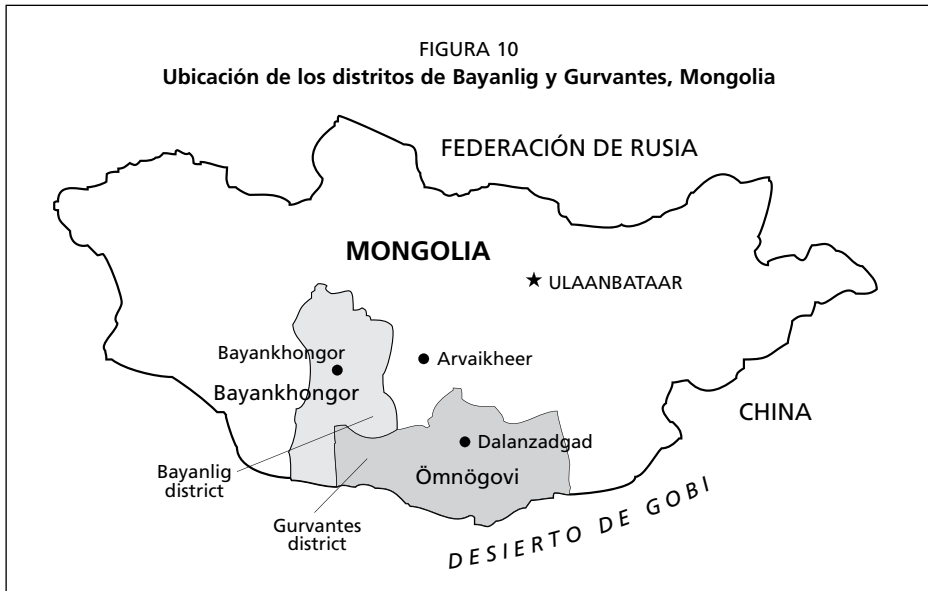 FIGURA 10
Ubicación de los distritos de Bayanlig y Gurvantes, Mongolia
FEDERACIÓN DE RUSIA
MONGOLIA
ULAANBATAAR
Bayankhongor
Arvaikheer
Bayankhongor
CHINA
Dalanzadgad
Bayanlig
district
Ömnögovi
Gurvantes
district
DESIERTO DE GOBI